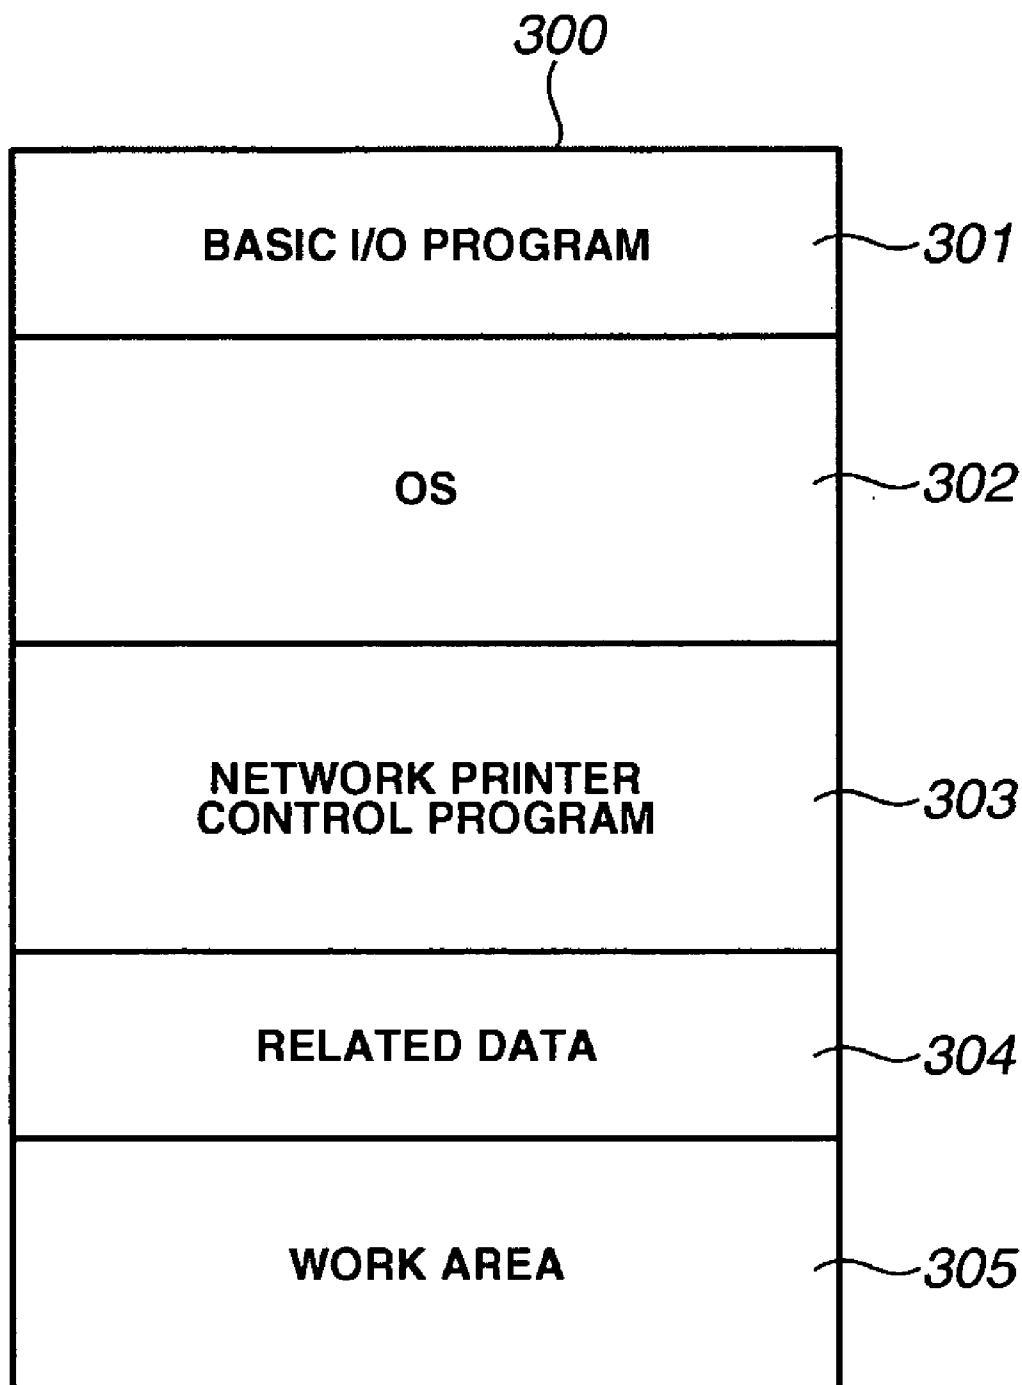 300
BASIC I/O PROGRAM
301
OS
302
NETWORK PRINTER
CONTROL PROGRAM
303
RELATED DATA
304
WORK AREA
305